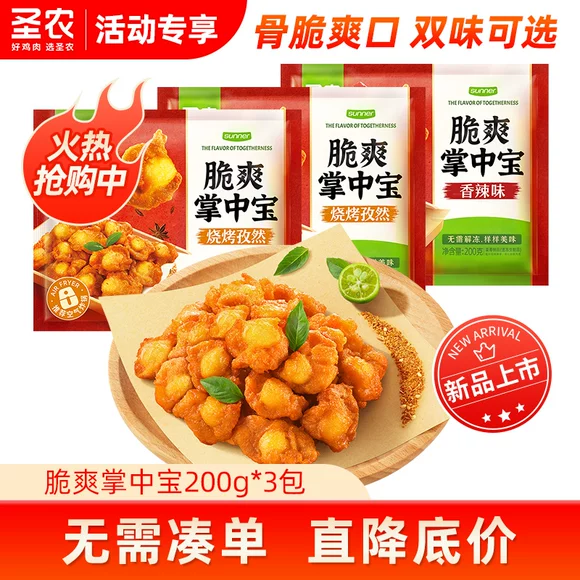 圣农
好鸡肉 选圣农
活动专享
骨脆爽口 双味可选
火热
抢购中
sunner
THE FLAVOR OF TOGETHERNESS
脆爽
掌中宝
烧烤孜然
AIR FRYER
sunner
THE FLAVOR OF TOGETHERNESS
脆爽
掌中宝
烧烤孜然
sunner
THE FLAVOR OF TOGETHERNESS
脆爽
掌中宝
香辣味
无需解冻,样样美味
净含量:200克
NEW ARRIVAL
新品上市
脆爽掌中宝200g*3包
无需凑单 直降底价